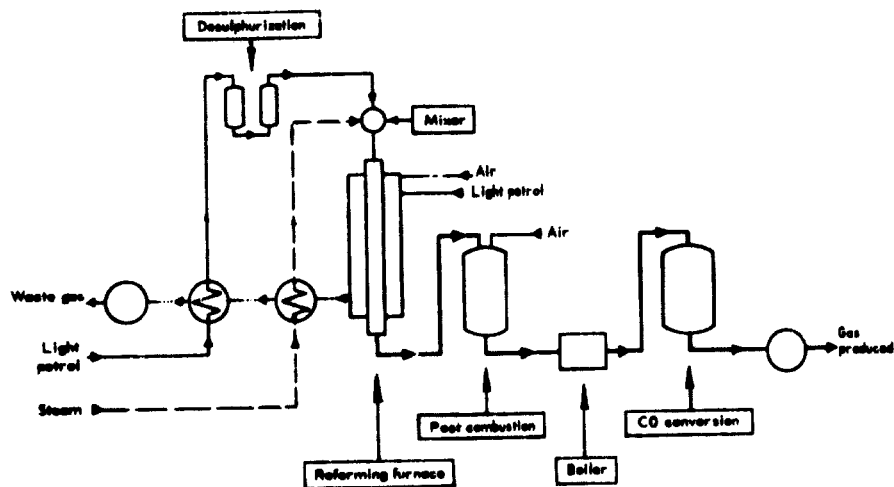 Desulphurization
Mixer
Air
Light petrol
Air
Waste gas
Light
petrol
Steam
Gas
produced
Post combustion
CO conversion
Reforming furnace
Boiler